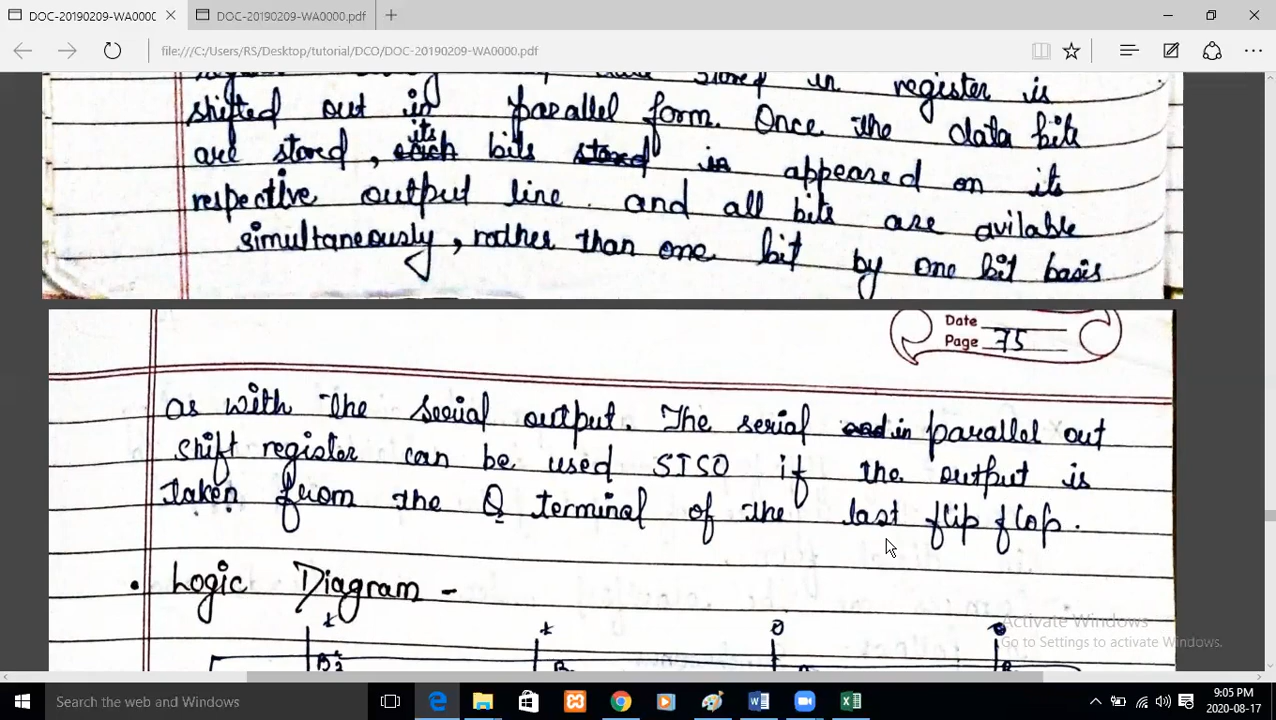 DOC-20190209-WA0000
DOC-20190209-WA0000.pdf
file:///C:/Users/RS/Desktop/tutorial/DCO/DOC-20190209-WA0000.pdf
stored in register is
shifted out in parallel form. Once the data bits
are stored, its bits appeared on its
respective output line. and all bits are avilable
simultaneously, rather than one bit by one bit basis
Date
Page 75
as with the serial output. The serial in parallel out
shift register can be used SISO if the output is
taken from the Q terminal of the last flip flop.
• Logic Diagram -
Activate Windows
Go to Settings to activate Windows.
Search the web and Windows
9:05 PM
2020-08-17